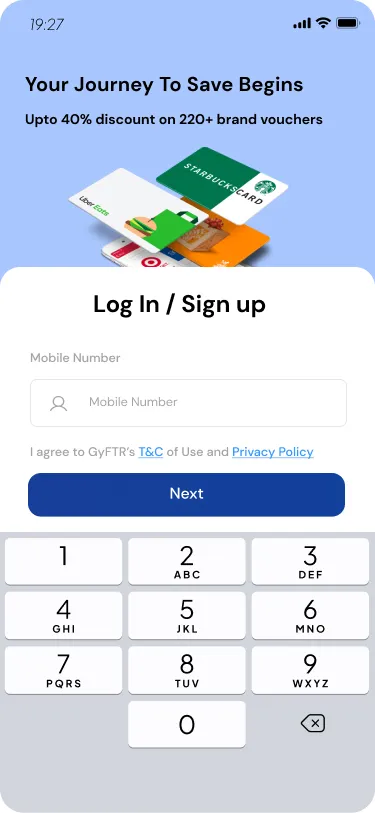 19:27
Your Journey To Save Begins
Upto 40% discount on 220+ brand vouchers
STARBUCKS CARD
Uber Eats
Log In / Sign up
Mobile Number
Mobile Number
I agree to GyFTR's T&C of Use and Privacy Policy
Next
1
2
ABC
3
DEF
4
GHI
5
JKL
6
MNO
7
PQRS
8
TUV
9
WXYZ
0